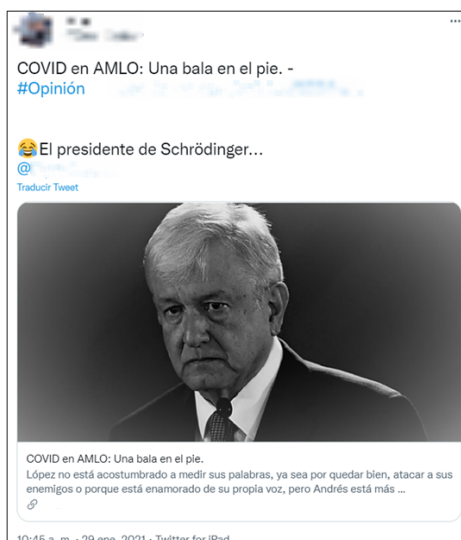 COVID en AMLO: Una bala en el pie. -
#Opinión
😂El presidente de Schrödinger...
@
Traducir Tweet
COVID en AMLO: Una bala en el pie.
López no está acostumbrado a medir sus palabras, ya sea por quedar bien, atacar a sus
enemigos o porque está enamorado de su propia voz, pero Andrés está más ...
10:45 a. m. · 29 ene. 2021 · Twitter for iPad